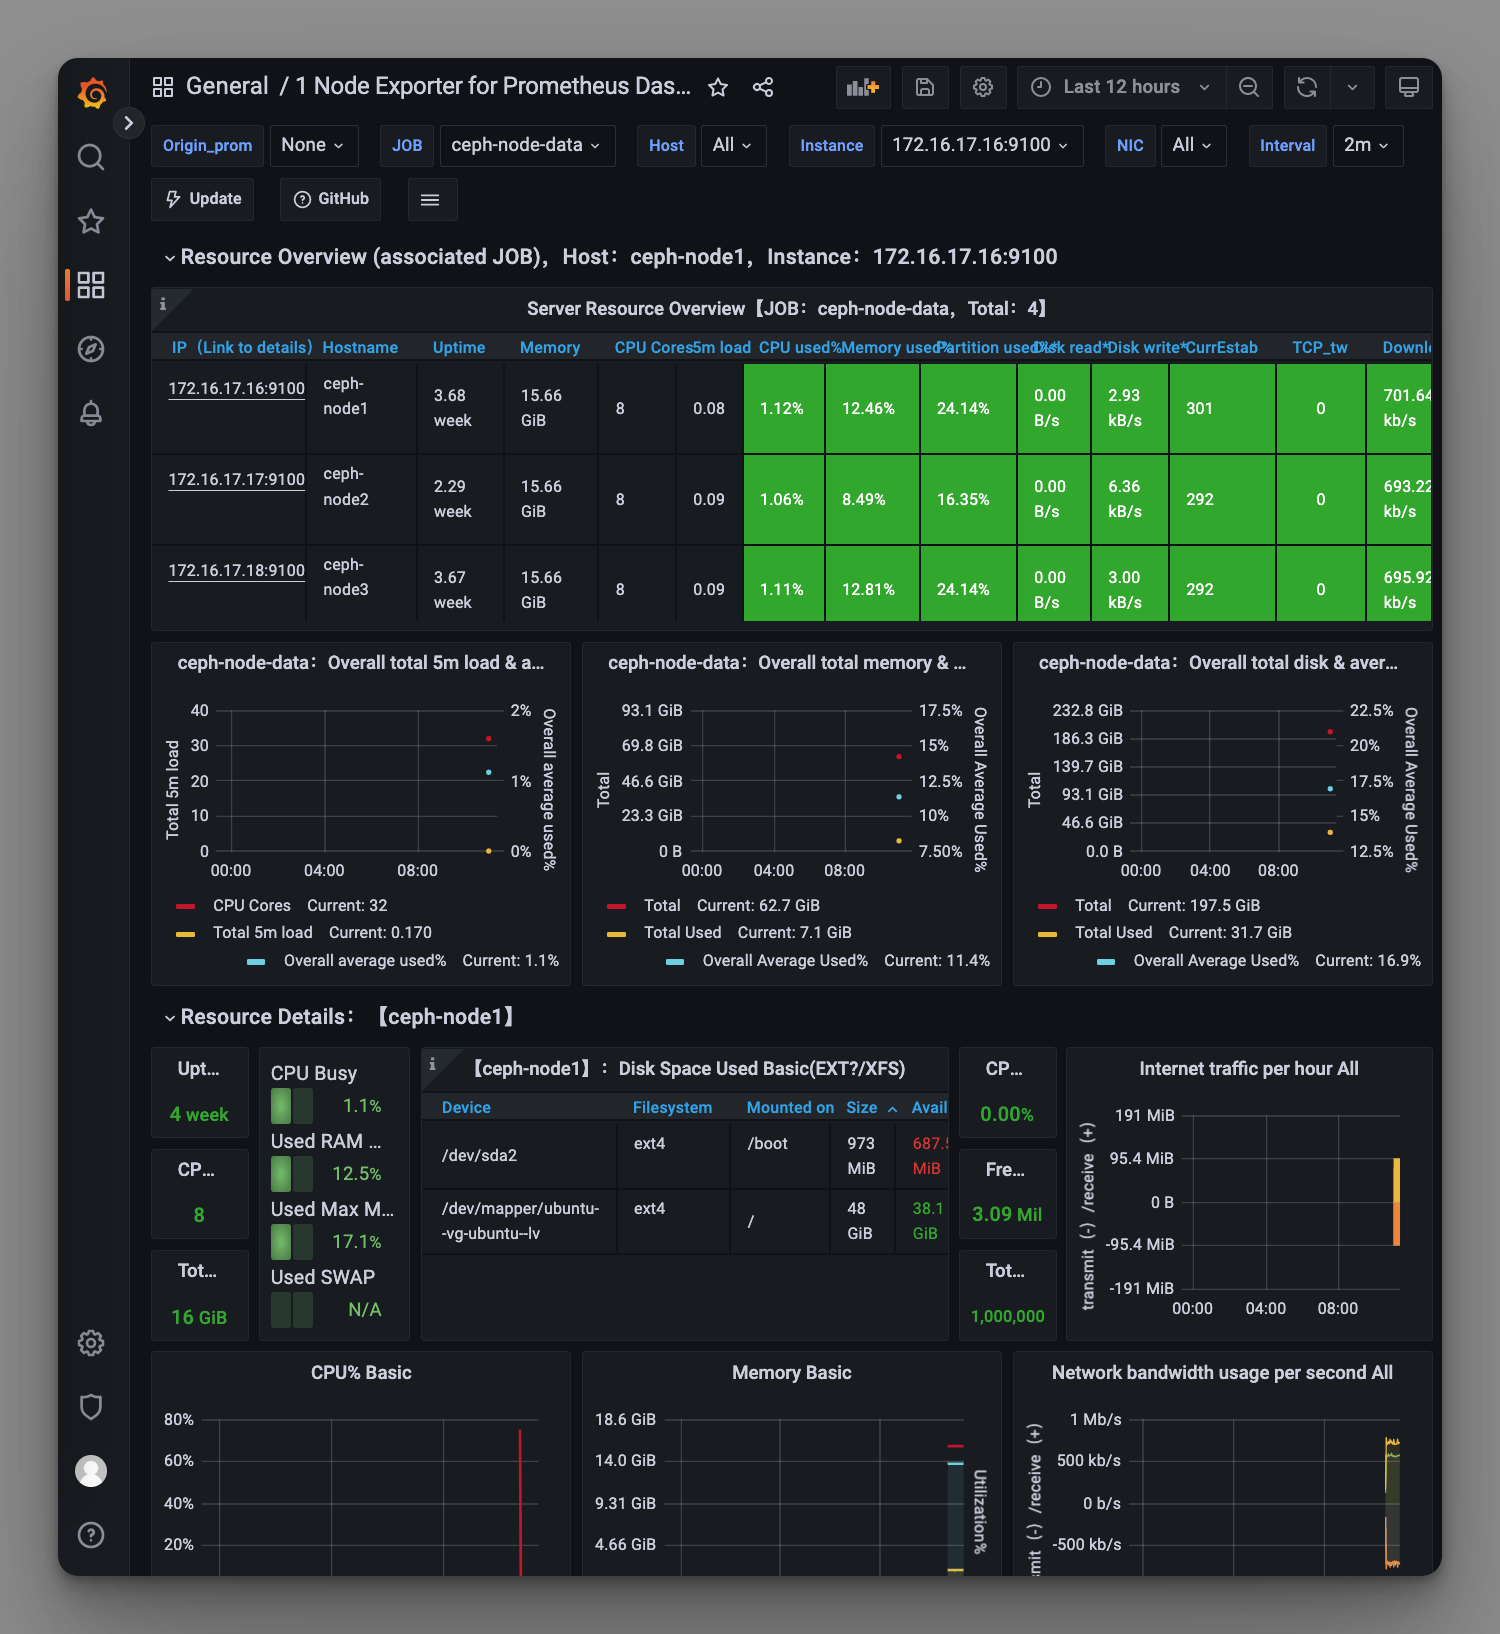 General / 1 Node Exporter for Prometheus Das...
Last 12 hours
Origin_prom None JOB ceph-node-data Host All Instance 172.16.17.16:9100 NIC All Interval 2m
Update GitHub
Resource Overview (associated JOB)，Host：ceph-node1，Instance：172.16.17.16:9100
Server Resource Overview【JOB：ceph-node-data，Total：4】
IP（Link to details） Hostname Uptime Memory CPU Cores 5m load CPU used% Memory used% Partition used%* Disk read* Disk write* CurrEstab TCP_tw Downl
172.16.17.16:9100 ceph-node1 3.68 week 15.66 GiB 8 0.08 1.12% 12.46% 24.14% 0.00 B/s 2.93 kB/s 301 0 701.64 kb/s
172.16.17.17:9100 ceph-node2 2.29 week 15.66 GiB 8 0.09 1.06% 8.49% 16.35% 0.00 B/s 6.36 kB/s 292 0 693.22 kb/s
172.16.17.18:9100 ceph-node3 3.67 week 15.66 GiB 8 0.09 1.11% 12.81% 24.14% 0.00 B/s 3.00 kB/s 292 0 695.92 kb/s
ceph-node-data：Overall total 5m load & a...
Total 5m load
40
30
20
10
0
2%
1%
0%
Overall average used%
00:00 04:00 08:00
CPU Cores Current: 32
Total 5m load Current: 0.170
Overall average used% Current: 1.1%
ceph-node-data：Overall total memory & ...
Total
93.1 GiB
69.8 GiB
46.6 GiB
23.3 GiB
0 B
17.5%
15%
12.5%
10%
7.50%
Overall Average Used%
00:00 04:00 08:00
Total Current: 62.7 GiB
Total Used Current: 7.1 GiB
Overall Average Used% Current: 11.4%
ceph-node-data：Overall total disk & aver...
Total
232.8 GiB
186.3 GiB
139.7 GiB
93.1 GiB
46.6 GiB
0.0 B
22.5%
20%
17.5%
15%
12.5%
Overall Average Used%
00:00 04:00 08:00
Total Current: 197.5 GiB
Total Used Current: 31.7 GiB
Overall Average Used% Current: 16.9%
Resource Details：【ceph-node1】
Upt...
4 week
CP...
8
Tot...
16 GiB
CPU Busy
1.1%
Used RAM ...
12.5%
Used Max M...
17.1%
Used SWAP
N/A
【ceph-node1】：Disk Space Used Basic(EXT?/XFS)
Device Filesystem Mounted on Size Avail
/dev/sda2 ext4 /boot 973 MiB 687.5 MiB
/dev/mapper/ubuntu--vg-ubuntu--lv ext4 / 48 GiB 38.1 GiB
CP...
0.00%
Fre...
3.09 Mil
Tot...
1,000,000
Internet traffic per hour All
transmit（-）/receive（+）
191 MiB
95.4 MiB
0 B
-95.4 MiB
-191 MiB
00:00 04:00 08:00
CPU% Basic
80%
60%
40%
20%
Memory Basic
18.6 GiB
14.0 GiB
9.31 GiB
4.66 GiB
Utilization%
Network bandwidth usage per second All
mit（-）/receive（+）
1 Mb/s
500 kb/s
0 b/s
-500 kb/s